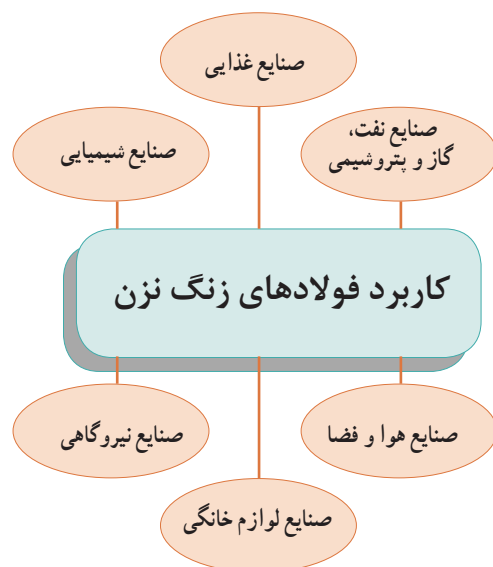 صنایع غذایی
صنایع نفت،
گاز و پتروشیمی
صنایع شیمیایی
کاربرد فولادهای زنگ نزن
صنایع هوا و فضا
صنایع نیروگاهی
صنایع لوازم خانگی